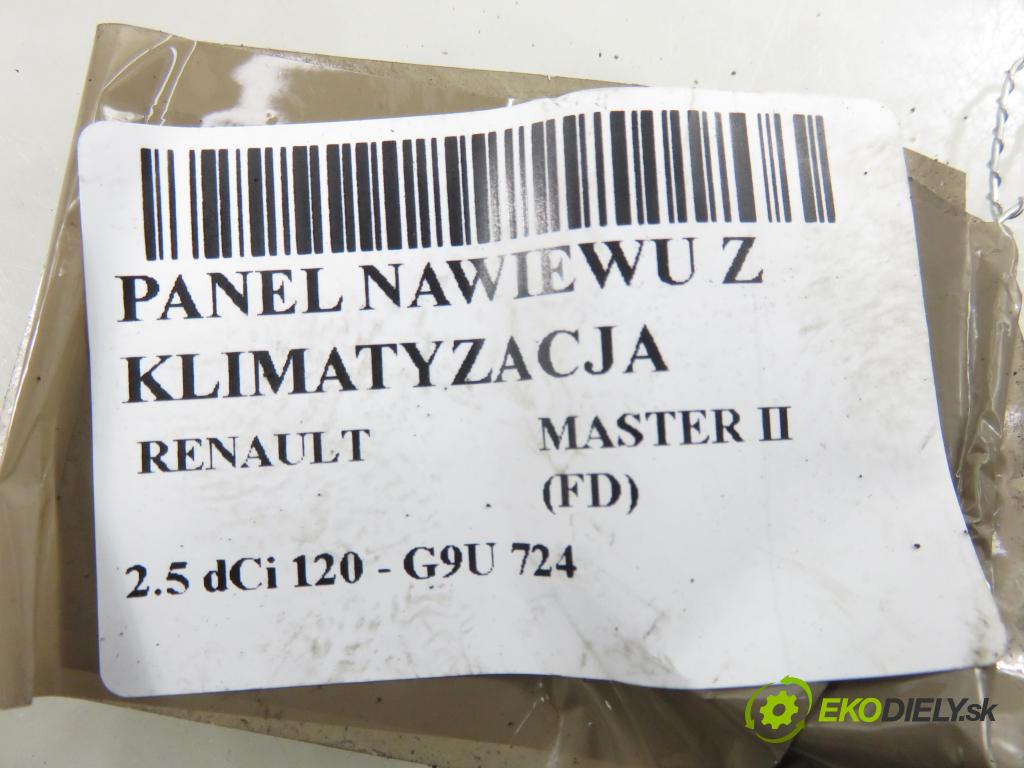 PANEL NAWIEWU Z
KLIMATYZACJA
RENAULT MASTER II
(FD)
2.5 dCi 120 - G9U 724
EKODIELY.sk